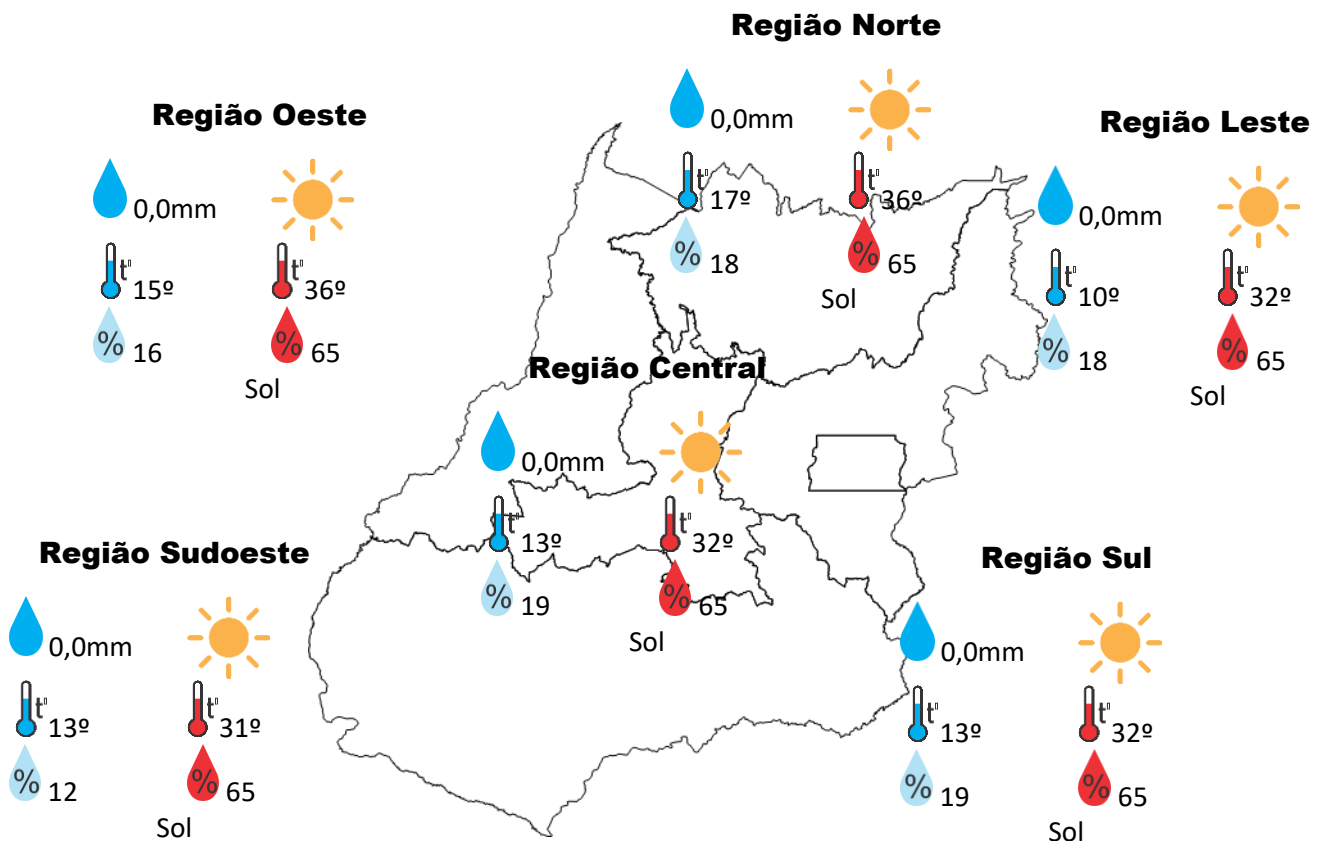 Região Norte
0,0mm
t° 17º
t° 36º
% 18
% 65
Sol
Região Oeste
0,0mm
t° 15º
t° 36º
% 16
% 65
Sol
Região Leste
0,0mm
t° 10º
t° 32º
% 18
% 65
Sol
Região Central
0,0mm
t° 13º
t° 32º
% 19
% 65
Sol
Região Sudoeste
0,0mm
t° 13º
t° 31º
% 12
% 65
Sol
Região Sul
0,0mm
t° 13º
t° 32º
% 19
% 65
Sol